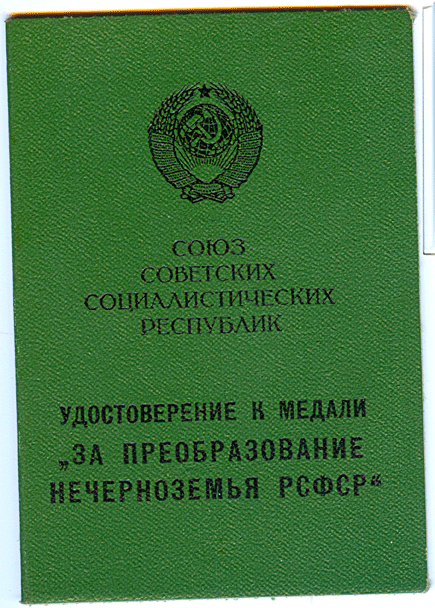 СОЮЗ
СОВЕТСКИХ
СОЦИАЛИСТИЧЕСКИХ
РЕСПУБЛИК
УДОСТОВЕРЕНИЕ К МЕДАЛИ
„ЗА ПРЕОБРАЗОВАНИЕ
НЕЧЕРНОЗЕМЬЯ РСФСР“